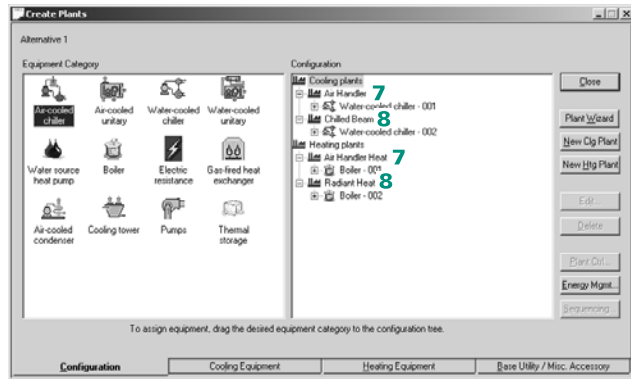 Create Plants
Alternative 1
Equipment Category
Configuration
Air-cooled chiller
Air-cooled unitary
Water-cooled chiller
Water-cooled unitary
Water source heat pump
Boiler
Electric resistance
Gas-fired heat exchanger
Air-cooled condenser
Cooling tower
Pumps
Thermal storage
Cooling plants
Air Handler 7
Water-cooled chiller - 001
Chilled Beam 8
Water-cooled chiller - 002
Heating plants
Air Handler Heat 7
Boiler - 001
Radiant Heat 8
Boiler - 002
Close
Plant Wizard
New Clg Plant
New Htg Plant
Edit...
Delete
Plant Ctrl...
Energy Mgmt...
Sequencing...
To assign equipment, drag the desired equipment category to the configuration tree.
Configuration
Cooling Equipment
Heating Equipment
Base Utility / Misc. Accessory